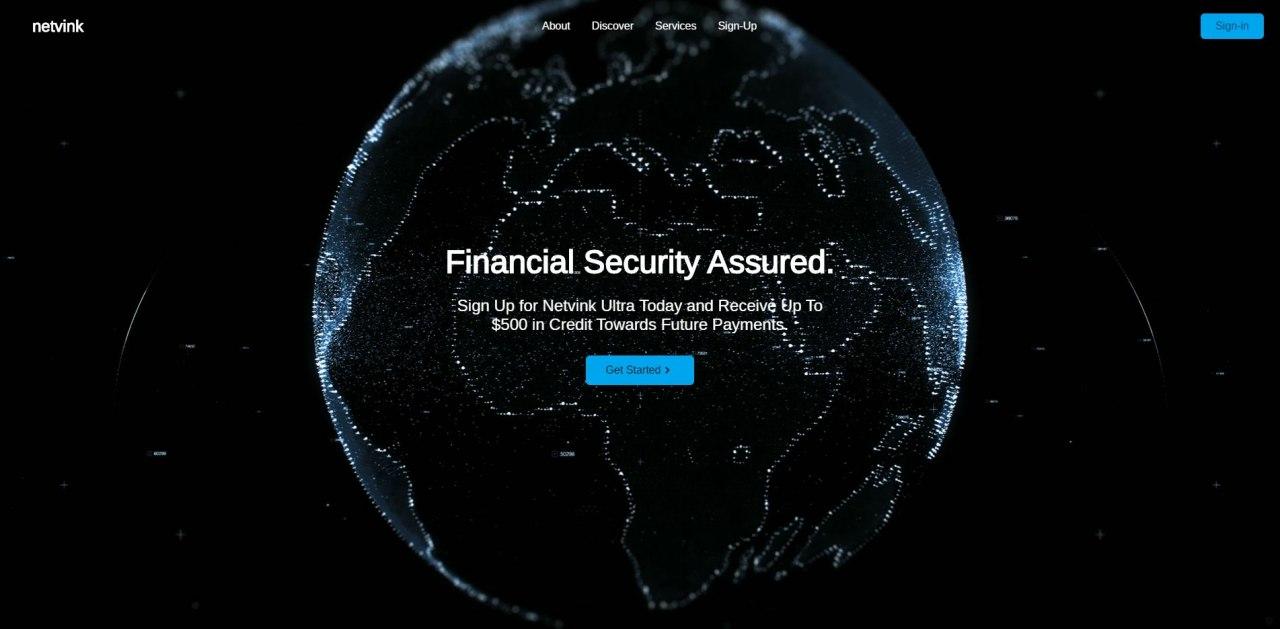 netvink
About
Discover
Services
Sign-Up
Sign-in
Financial Security Assured.
Sign Up for Netvink Ultra Today and Receive Up To
$500 in Credit Towards Future Payments.
Get Started